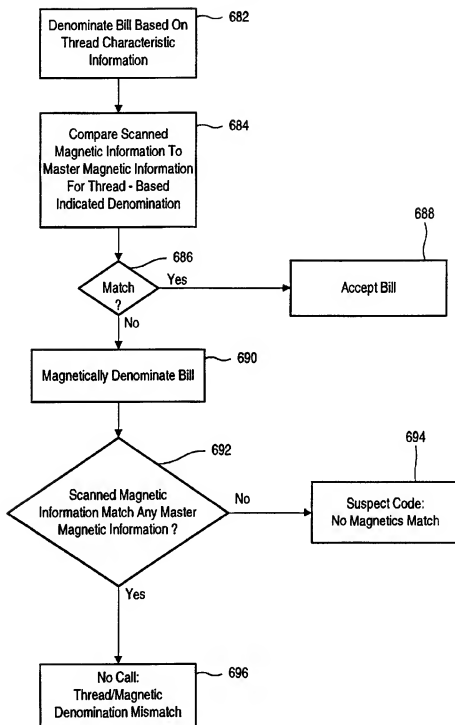 Denominate Bill Based On
Thread Characteristic
Information
682
Compare Scanned
Magnetic Information To
Master Magnetic Information
For Thread - Based
Indicated Denomination
684
686
Match
?
Yes
No
688
Accept Bill
690
Magnetically Denominate Bill
692
Scanned Magnetic
Information Match Any Master
Magnetic Information ?
No
Yes
694
Suspect Code:
No Magnetics Match
No Call:
Thread/Magnetic
Denomination Mismatch
696